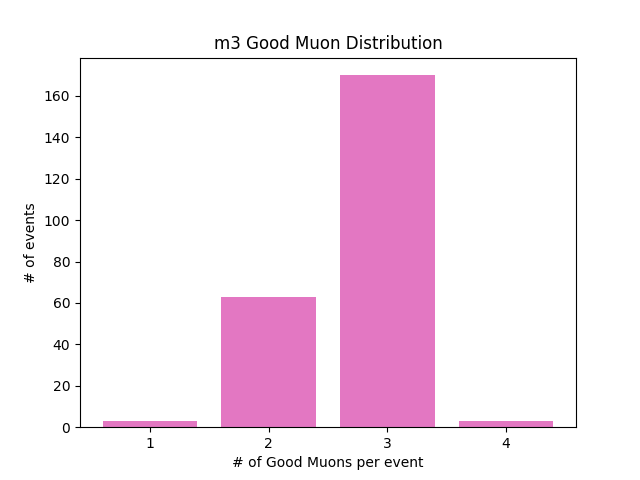 m3 Good Muon Distribution
# of events
160
140
120
100
80
60
40
20
0
1 2 3 4
# of Good Muons per event